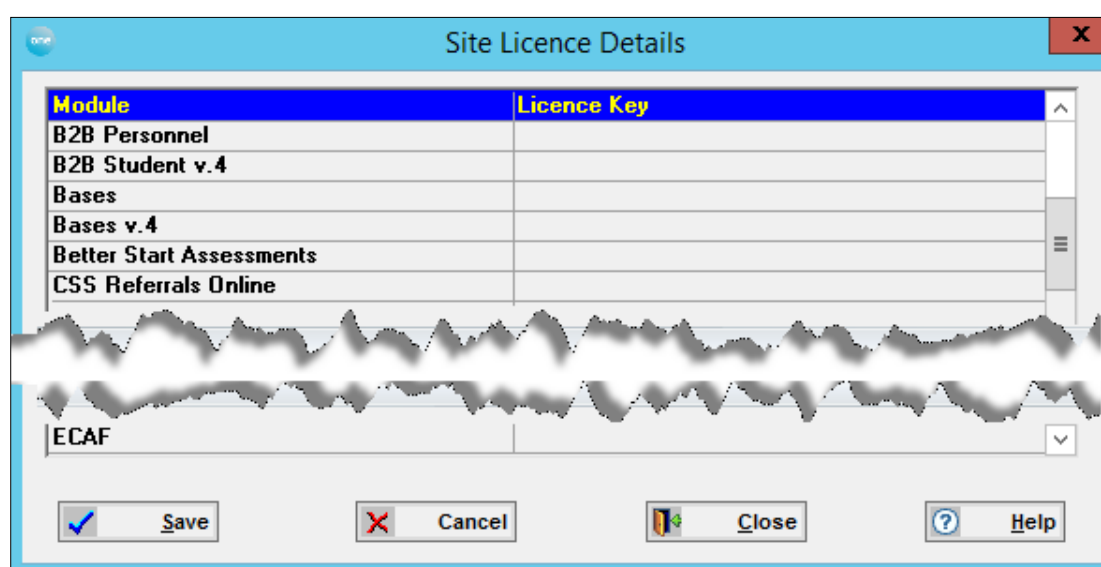 one
Site Licence Details
x
Module Licence Key
B2B Personnel
B2B Student v.4
Bases
Bases v.4
Better Start Assessments
CSS Referrals Online
ECAF
Save Cancel Close ? Help